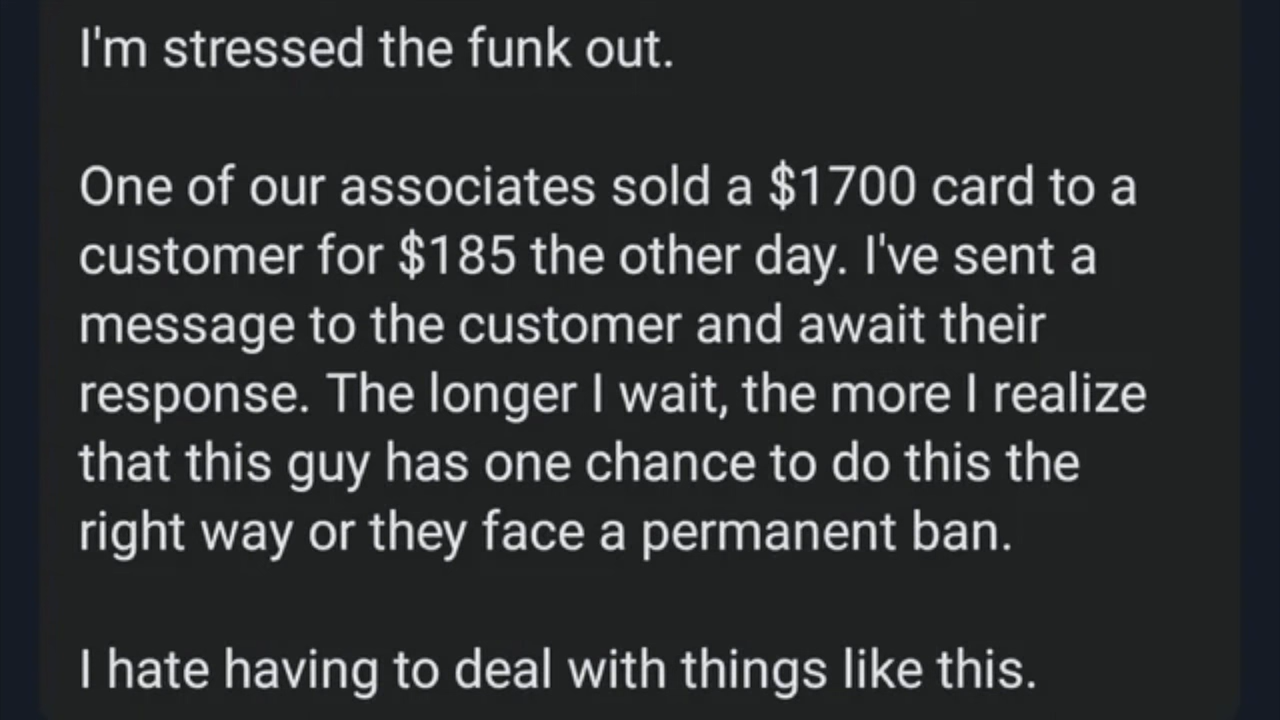 I'm stressed the funk out.
One of our associates sold a $1700 card to a
customer for $185 the other day. I've sent a
message to the customer and await their
response. The longer I wait, the more I realize
that this guy has one chance to do this the
right way or they face a permanent ban.
I hate having to deal with things like this.